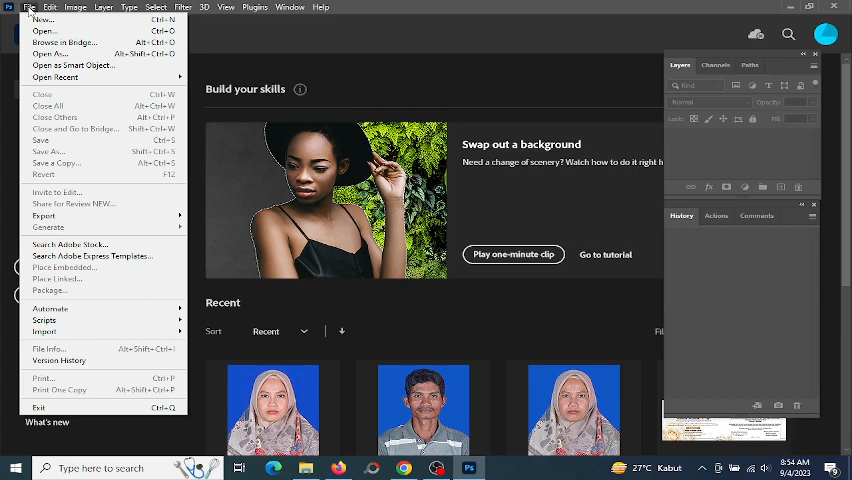 Ps File Edit Image Layer Type Select Filter 3D View Plugins Window Help
New... Ctrl+N
Open... Ctrl+O
Browse in Bridge... Alt+Ctrl+O
Open As... Alt+Shift+Ctrl+O
Open as Smart Object...
Open Recent
Close Ctrl+W
Close All Alt+Ctrl+W
Close Others Alt+Ctrl+P
Close and Go to Bridge... Shift+Ctrl+W
Save Ctrl+S
Save As... Shift+Ctrl+S
Save a Copy... Alt+Ctrl+S
Revert F12
Invite to Edit...
Share for Review NEW...
Export
Generate
Search Adobe Stock...
Search Adobe Express Templates...
Place Embedded...
Place Linked...
Package...
Automate
Scripts
Import
File Info... Alt+Shift+Ctrl+I
Version History
Print... Ctrl+P
Print One Copy Alt+Shift+Ctrl+P
Exit Ctrl+Q
What's new
Build your skills
Swap out a background
Need a change of scenery? Watch how to do it right h
Play one-minute clip Go to tutorial
Recent
Sort Recent
Layers Channels Paths
Kind
Normal Opacity:
Locks: Fill:
History Actions Comments
Type here to search
Ps
27°C Kabut
8:54 AM
9/4/2023